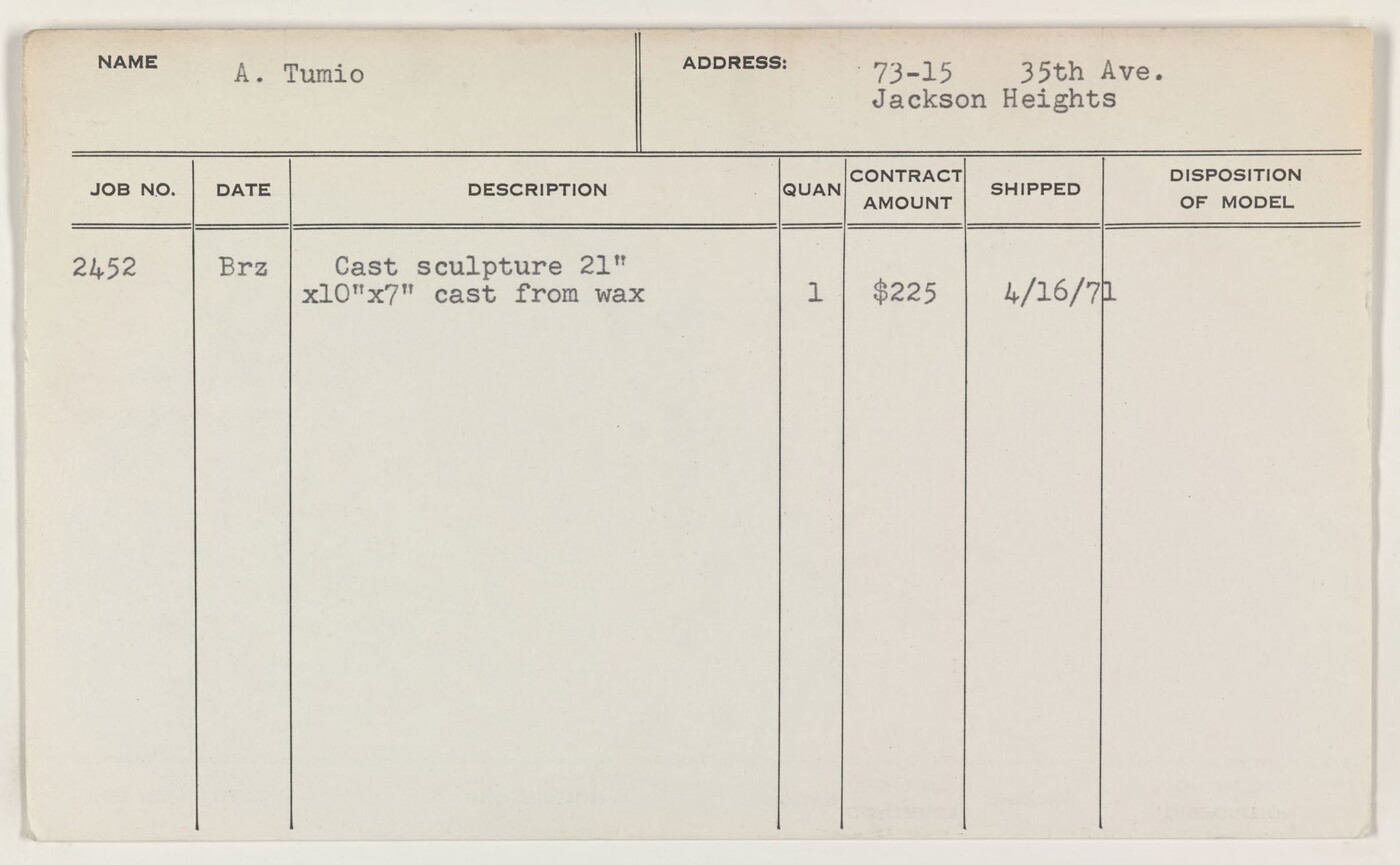 NAME A. Tumio ADDRESS: 73-15 35th Ave.
Jackson Heights
JOB NO. DATE DESCRIPTION QUAN CONTRACT AMOUNT SHIPPED DISPOSITION OF MODEL
2452 Brz Cast sculpture 21"
x10"x7" cast from wax 1 $225 4/16/71